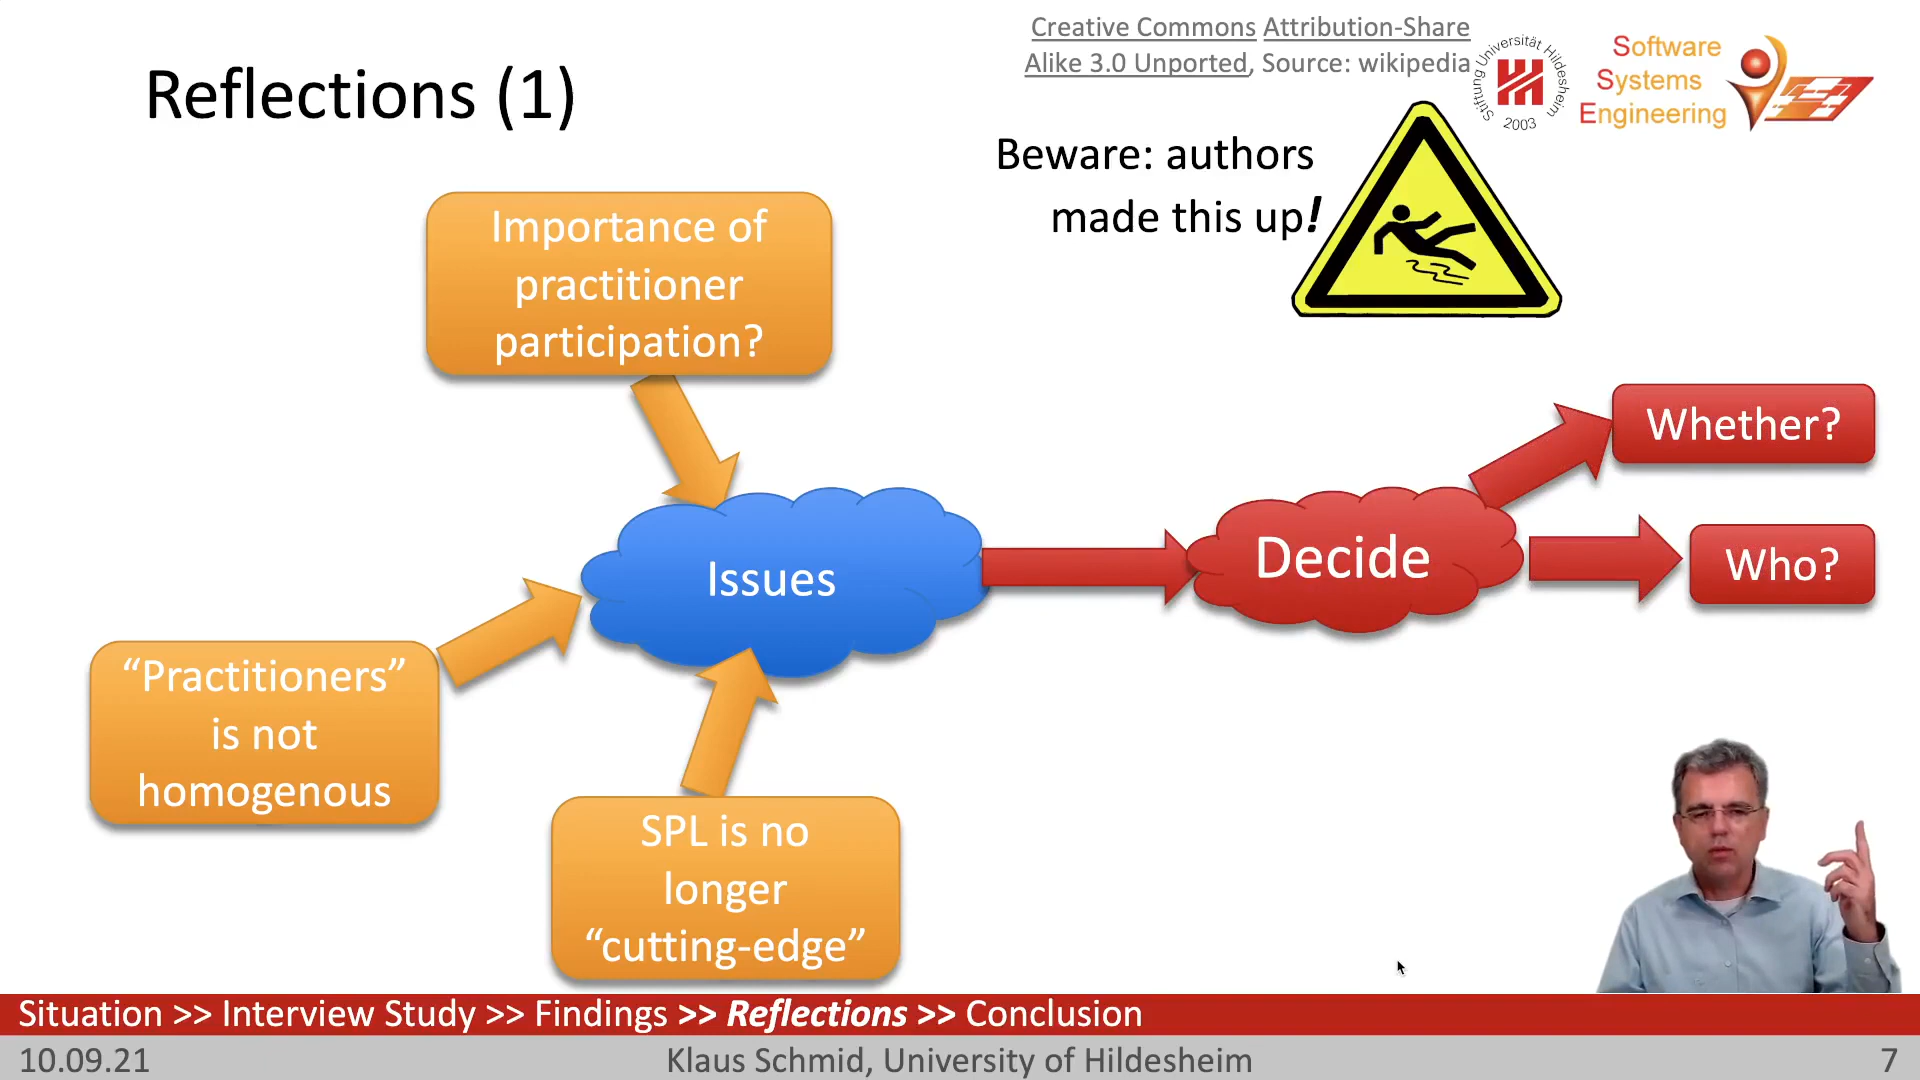 Creative Commons Attribution-Share
Alike 3.0 Unported, Source: wikipedia
Stiftung Universität Hildesheim
2003
Software
Systems
Engineering
Reflections (1)
Beware: authors
made this up!
Importance of
practitioner
participation?
Whether?
Issues
Decide
Who?
“Practitioners”
is not
homogenous
SPL is no
longer
“cutting-edge”
Situation >> Interview Study >> Findings >> Reflections >> Conclusion
10.09.21
Klaus Schmid, University of Hildesheim
7